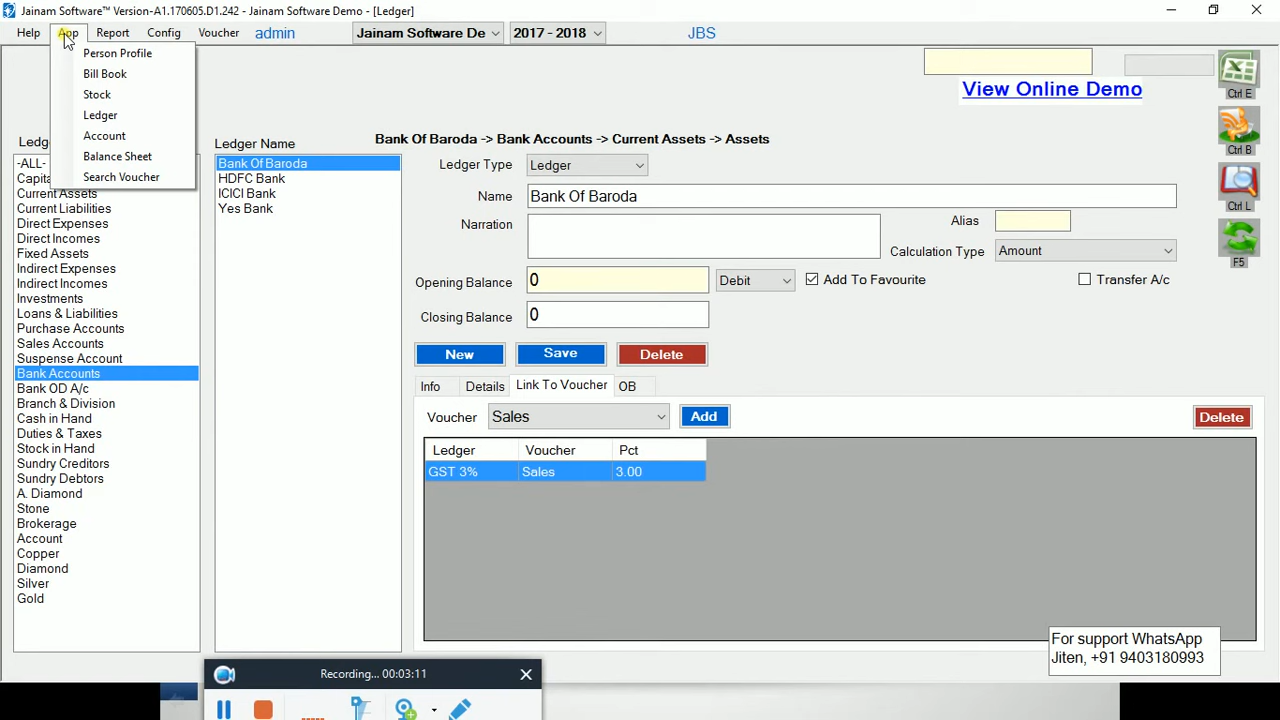 Jainam Software™ Version-A1.170605.D1.242 - Jainam Software Demo - [Ledger]
Help App Report Config Voucher admin Jainam Software De 2017 - 2018 JBS
Person Profile
Bill Book
Stock
Ledger
Account
Balance Sheet
Search Voucher
View Online Demo
Ctrl E
Ctrl B
Ctrl L
F5
-ALL-
Current Assets
Current Liabilities
Direct Expenses
Direct Incomes
Fixed Assets
Indirect Expenses
Indirect Incomes
Investments
Loans & Liabilities
Purchase Accounts
Sales Accounts
Suspense Account
Bank Accounts
Bank OD A/c
Branch & Division
Cash in Hand
Duties & Taxes
Stock in Hand
Sundry Creditors
Sundry Debtors
A. Diamond
Stone
Brokerage
Account
Copper
Diamond
Silver
Gold
Ledger Name
Bank Of Baroda
HDFC Bank
ICICI Bank
Yes Bank
Bank Of Baroda -> Bank Accounts -> Current Assets -> Assets
Ledger Type Ledger
Name Bank Of Baroda
Narration
Alias
Calculation Type Amount
Opening Balance 0 Debit Add To Favourite Transfer A/c
Closing Balance 0
New Save Delete
Info Details Link To Voucher OB
Voucher Sales Add Delete
Ledger Voucher Pct
GST 3% Sales 3.00
For support WhatsApp
Jiten, +91 9403180993
Recording... 00:03:11